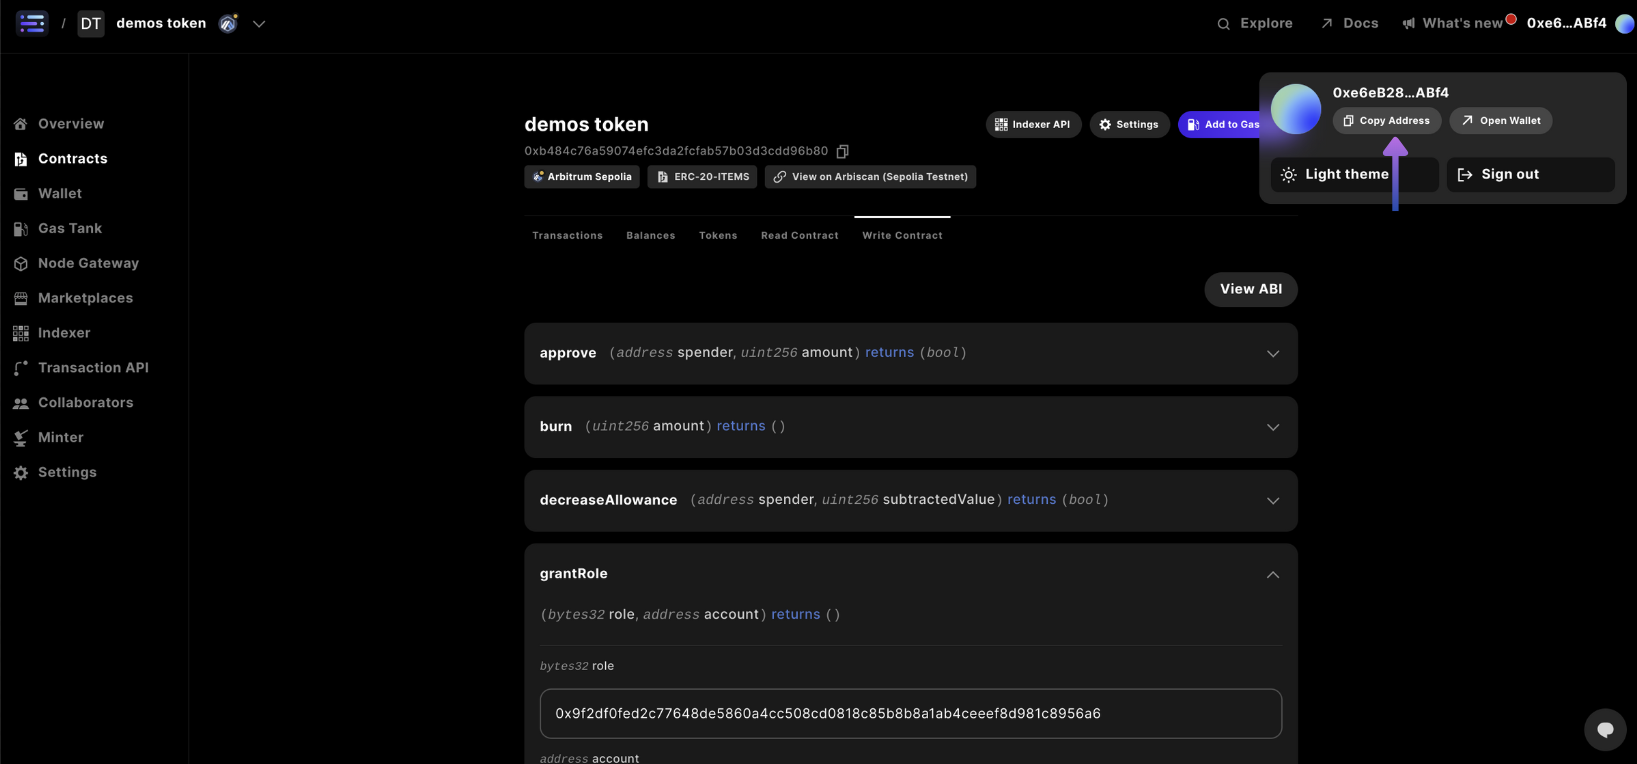 / DT demos token
Explore Docs What's new 0xe6...ABf4
0xe6eB28...ABf4
Copy Address Open Wallet
Light theme Sign out
Overview
Contracts
Wallet
Gas Tank
Node Gateway
Marketplaces
Indexer
Transaction API
Collaborators
Minter
Settings
demos token
Indexer API Settings Add to Gas
0xb484c76a59074efc3da2fcfab57b03d3cdd96b80
Arbitrum Sepolia ERC-20-ITEMS View on Arbiscan (Sepolia Testnet)
Transactions Balances Tokens Read Contract Write Contract
View ABI
approve (address spender, uint256 amount) returns (bool)
burn (uint256 amount) returns ()
decreaseAllowance (address spender, uint256 subtractedValue) returns (bool)
grantRole
(bytes32 role, address account) returns ()
bytes32 role
0x9f2df0fed2c77648de5860a4cc508cd0818c85b8b8a1ab4ceeef8d981c8956a6
address account